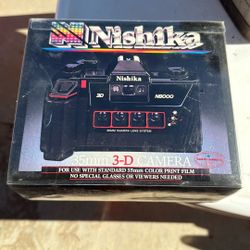 Nishika
Nishika
3D N8000
35mm 3-D CAMERA
FOR USE WITH STANDARD 35mm COLOR PRINT FILM
NO SPECIAL GLASSES OR VIEWERS NEEDED